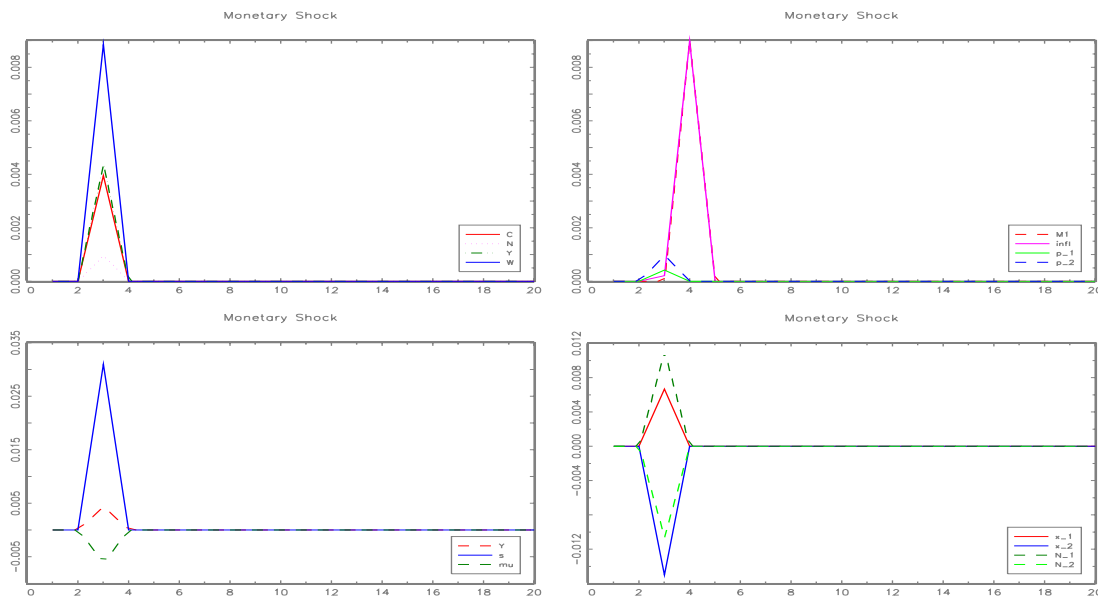 Monetary Shock
0.008
0.006
0.004
0.002
0.000
0 2 4 6 8 10 12 14 16 18 20
C
N
Y
W
Monetary Shock
0.008
0.006
0.004
0.002
0.000
0 2 4 6 8 10 12 14 16 18 20
M1
infl
p_1
p_2
Monetary Shock
0.035
0.025
0.015
0.005
-0.005
0 2 4 6 8 10 12 14 16 18 20
Y
s
mu
Monetary Shock
0.012
0.008
0.004
0.000
-0.004
-0.012
0 2 4 6 8 10 12 14 16 18 20
x_1
x_2
N_1
N_2